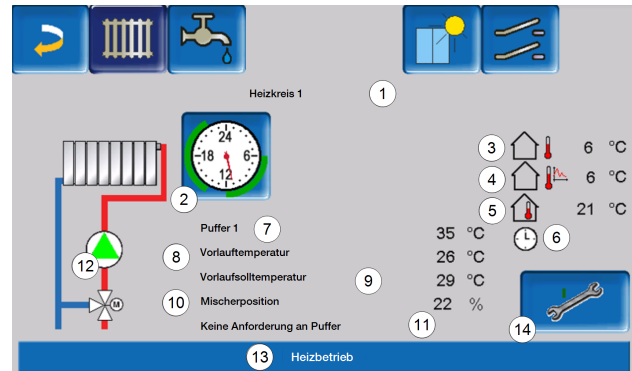 Heizkreis 1
1
24
18
6
12
2
3
6 °C
4
6 °C
5
21 °C
6
Puffer 1
7
35 °C
8
Vorlauftemperatur
26 °C
Vorlaufsolltemperatur
9
29 °C
10
Mischerposition
22 %
Keine Anforderung an Puffer
11
12
M
14
13
Heizbetrieb